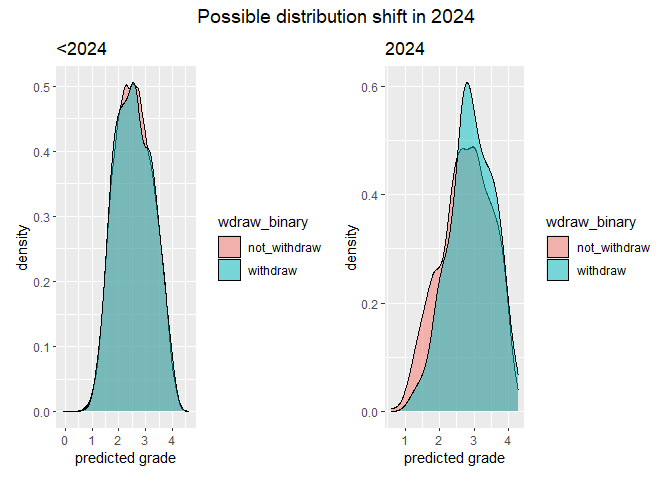 Possible distribution shift in 2024
<2024
0.5
0.4
0.3
0.2
0.1
0.0
density
0 1 2 3 4
predicted grade
wdraw_binary
not_withdraw
withdraw
2024
0.6
0.4
0.2
0.0
density
1 2 3 4
predicted grade
wdraw_binary
not_withdraw
withdraw